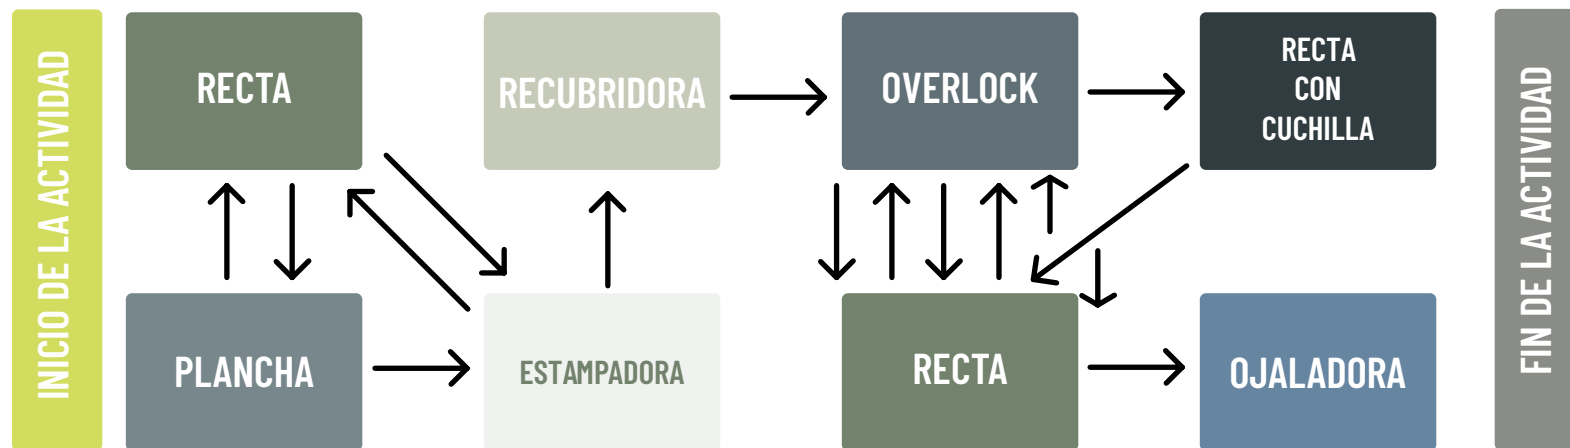 INICIO DE LA ACTIVIDAD
RECTA
RECUBRIDORA
OVERLOCK
RECTA
CON
CUCHILLA
PLANCHA
ESTAMPADORA
RECTA
OJALADORA
FIN DE LA ACTIVIDAD